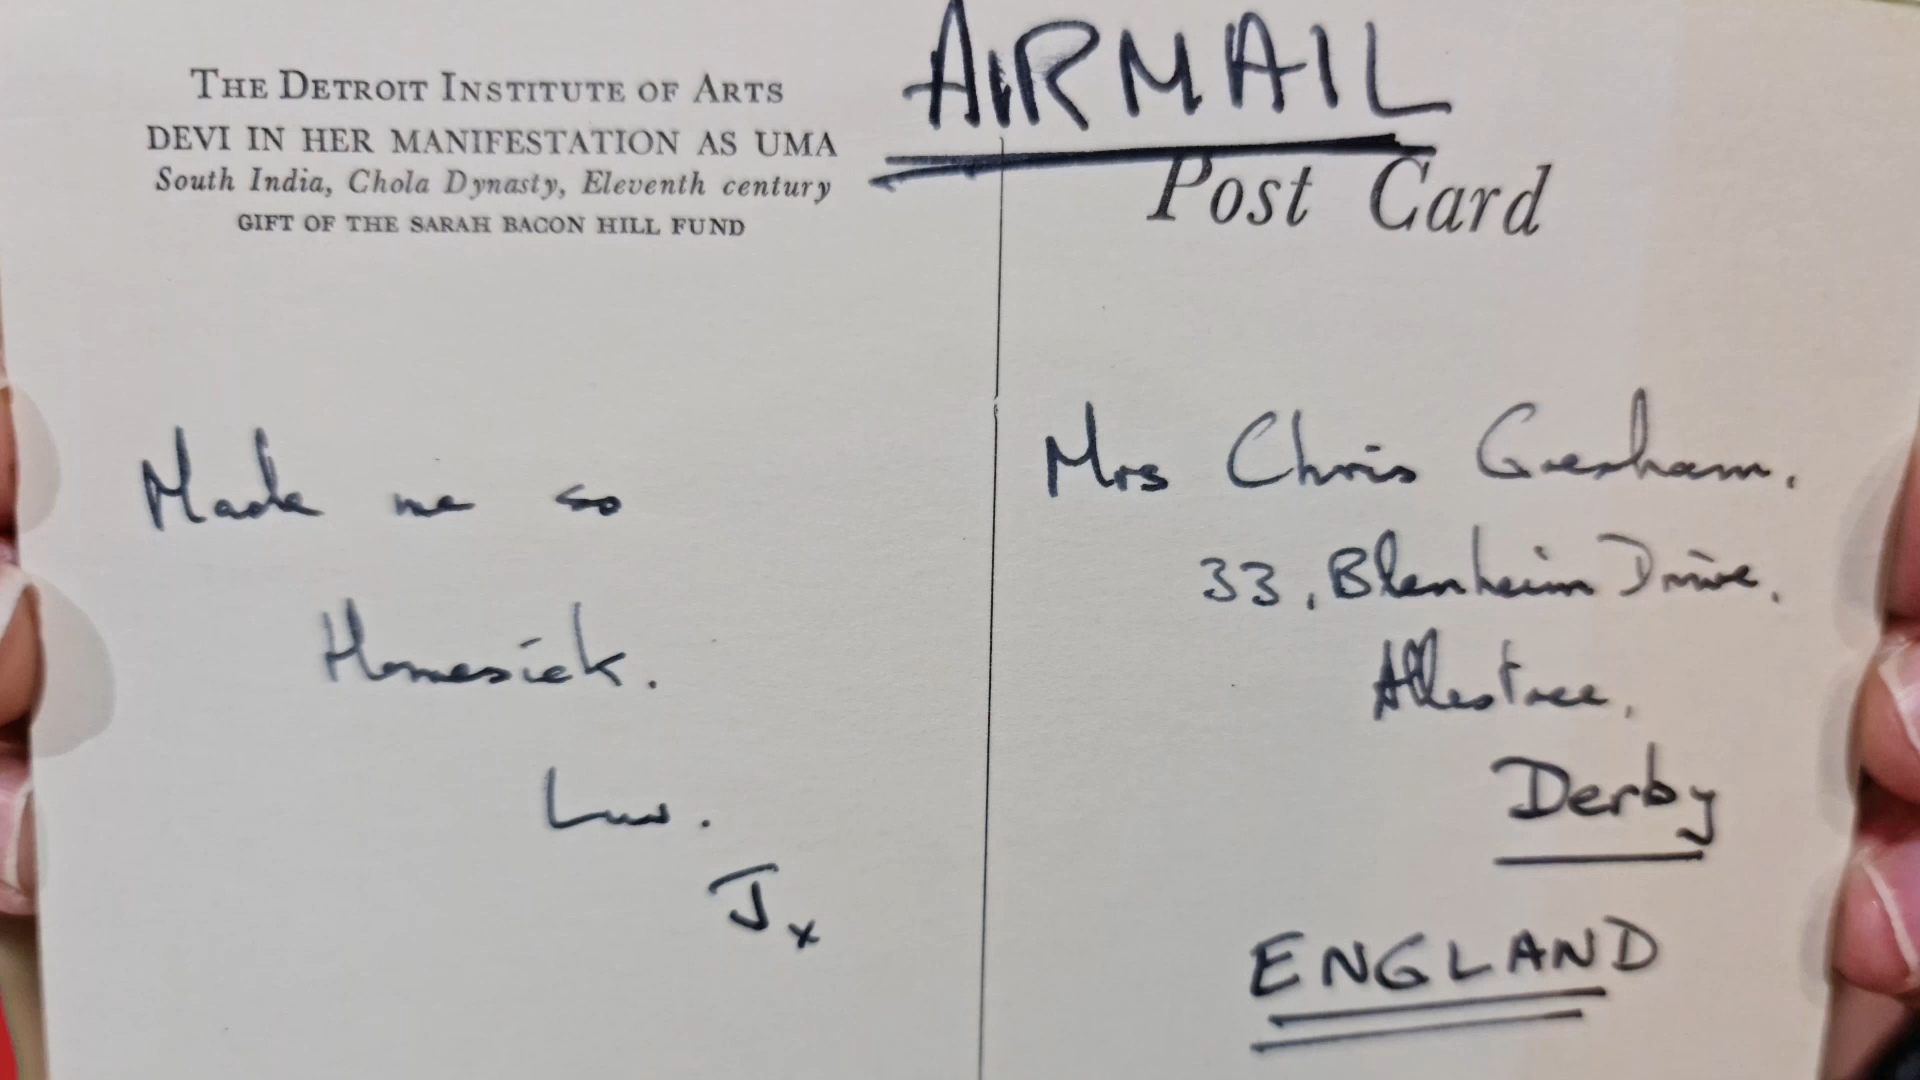 AIRMAIL
THE DETROIT INSTITUTE OF ARTS
DEVI IN HER MANIFESTATION AS UMA
South India, Chola Dynasty, Eleventh century
GIFT OF THE SARAH BACON HILL FUND
Post Card
Made me so
Homesick.
Luv.
J x
Mrs Chris Gresham.
33, Blenheim Drive.
Allestree.
Derby
ENGLAND